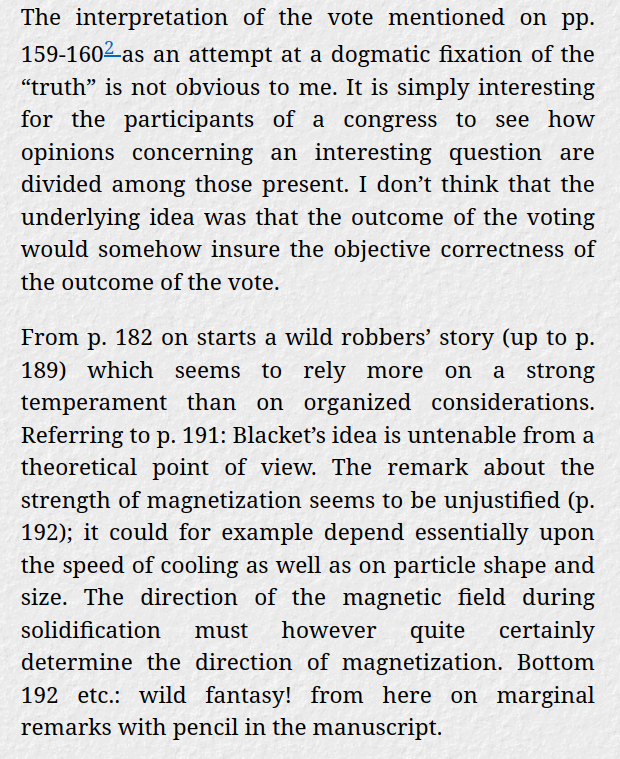 The interpretation of the vote mentioned on pp.
159-1602 as an attempt at a dogmatic fixation of the
“truth” is not obvious to me. It is simply interesting
for the participants of a congress to see how
opinions concerning an interesting question are
divided among those present. I don’t think that the
underlying idea was that the outcome of the voting
would somehow insure the objective correctness of
the outcome of the vote.
From p. 182 on starts a wild robbers’ story (up to p.
189) which seems to rely more on a strong
temperament than on organized considerations.
Referring to p. 191: Blacket’s idea is untenable from a
theoretical point of view. The remark about the
strength of magnetization seems to be unjustified (p.
192); it could for example depend essentially upon
the speed of cooling as well as on particle shape and
size. The direction of the magnetic field during
solidification must however quite certainly
determine the direction of magnetization. Bottom
192 etc.: wild fantasy! from here on marginal
remarks with pencil in the manuscript.